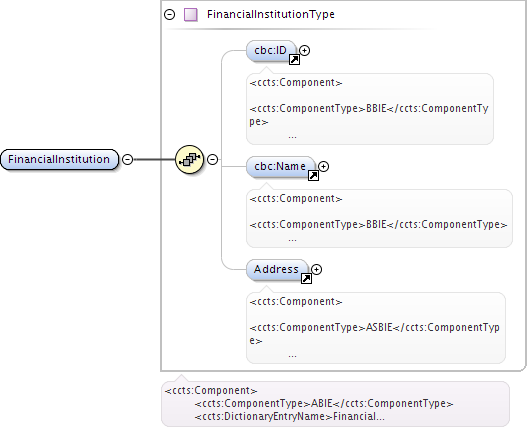 FinancialInstitutionType
cbc:ID
<ccts:Component>
<ccts:ComponentType>BBIE</ccts:ComponentTy
pe>
...
FinancialInstitution
cbc:Name
<ccts:Component>
<ccts:ComponentType>BBIE</ccts:ComponentType>
...
Address
<ccts:Component>
<ccts:ComponentType>ASBIE</ccts:ComponentTyp
e>
...
<ccts:Component>
<ccts:ComponentType>ABIE</ccts:ComponentType>
<ccts:DictionaryEntryName>Financial...